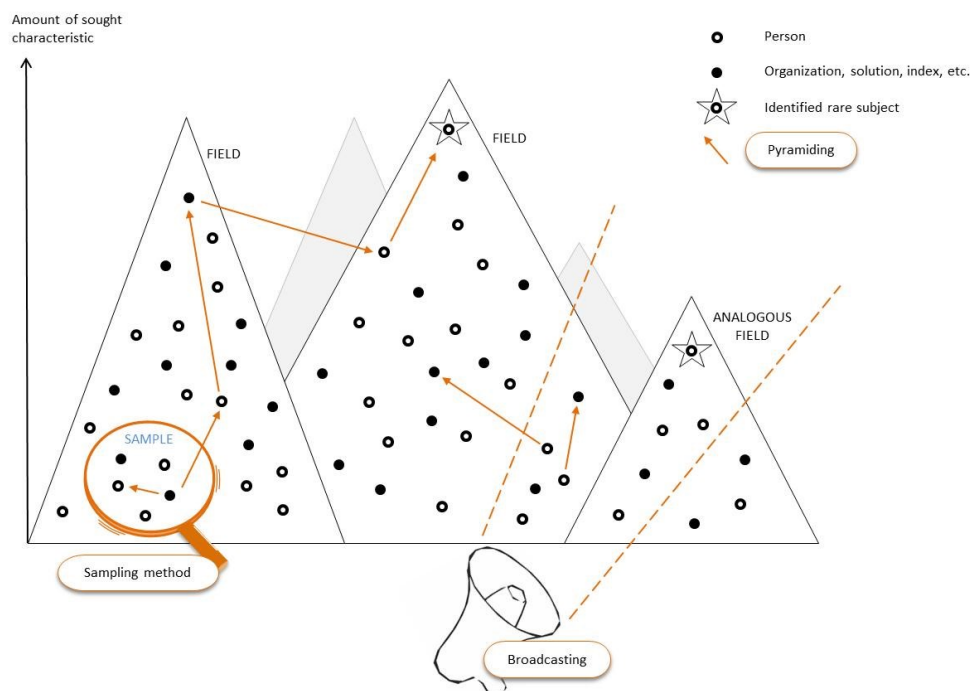 Amount of sought
characteristic
Person
Organization, solution, index, etc.
Identified rare subject
Pyramiding
FIELD
FIELD
ANALOGOUS
FIELD
SAMPLE
Sampling method
Broadcasting